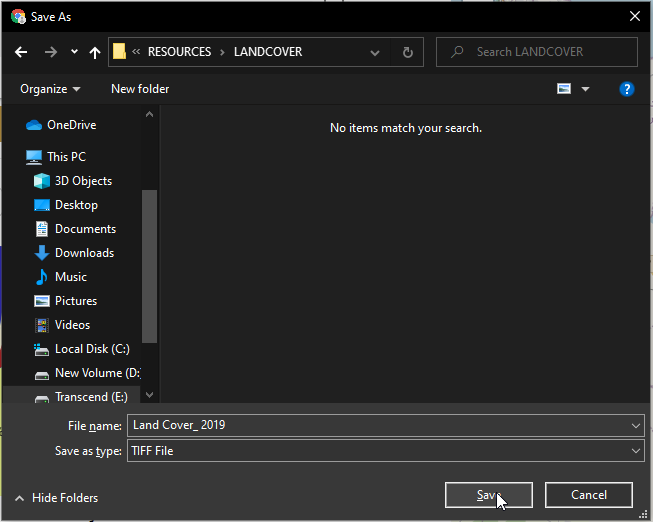 Save As
RESOURCES
LANDCOVER
Search LANDCOVER
Organize
New folder
?
OneDrive
This PC
3D Objects
Desktop
Documents
Downloads
Music
Pictures
Videos
Local Disk (C:)
New Volume (D:
Transcend (E:)
No items match your search.
File name: Land Cover_ 2019
Save as type: TIFF File
Hide Folders
Save
Cancel